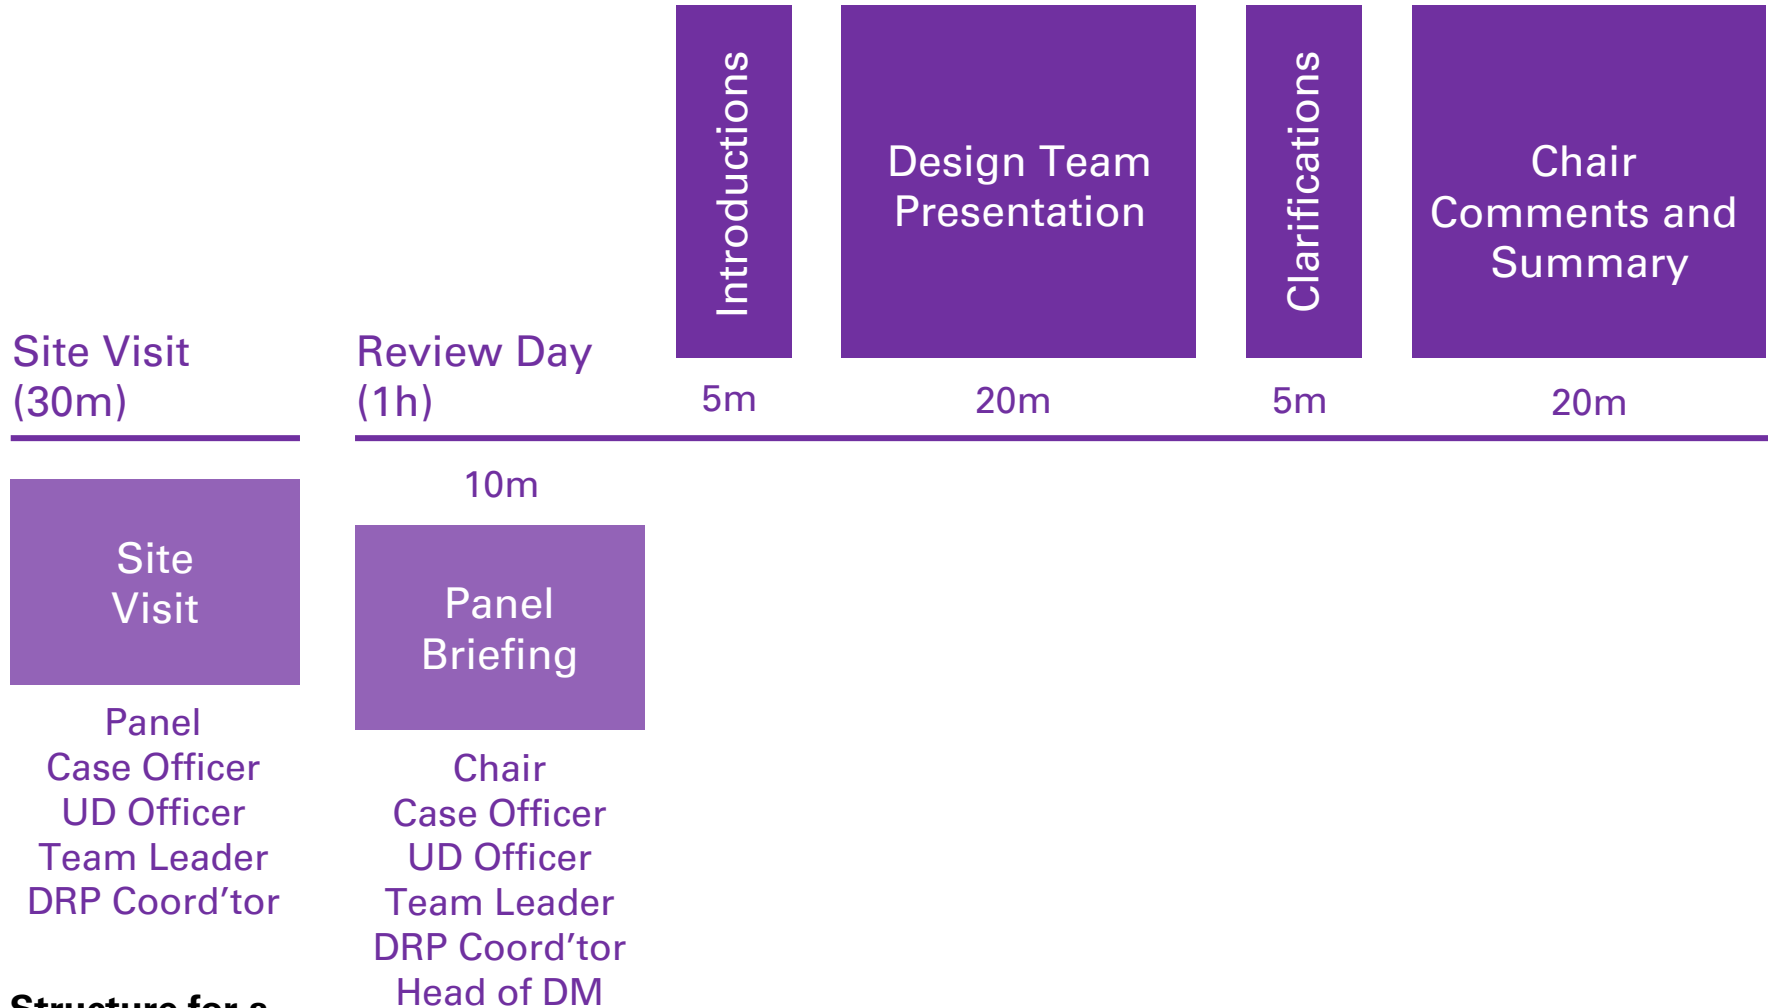 Introductions
Design Team
Presentation
Clarifications
Chair
Comments and
Summary
Site Visit
(30m)
Review Day
(1h)
5m
20m
5m
20m
Site
Visit
Panel
Case Officer
UD Officer
Team Leader
DRP Coord’tor
10m
Panel
Briefing
Chair
Case Officer
UD Officer
Team Leader
DRP Coord’tor
Head of DM
Structure for a